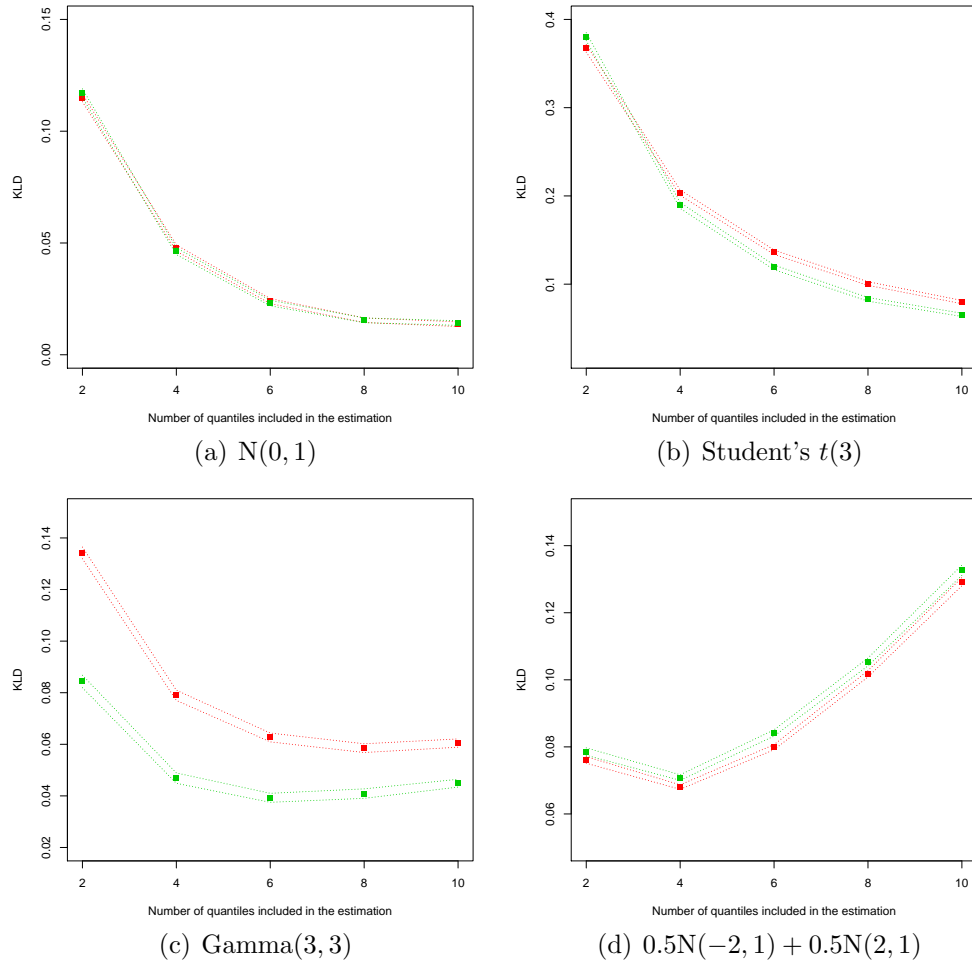 KLD
0.15
0.10
0.05
0.00
2 4 6 8 10
Number of quantiles included in the estimation
(a) N(0, 1)
KLD
0.4
0.3
0.2
0.1
2 4 6 8 10
Number of quantiles included in the estimation
(b) Student's t(3)
KLD
0.14
0.12
0.10
0.08
0.06
0.04
0.02
2 4 6 8 10
Number of quantiles included in the estimation
(c) Gamma(3, 3)
KLD
0.14
0.12
0.10
0.08
0.06
2 4 6 8 10
Number of quantiles included in the estimation
(d) 0.5N(−2, 1) + 0.5N(2, 1)